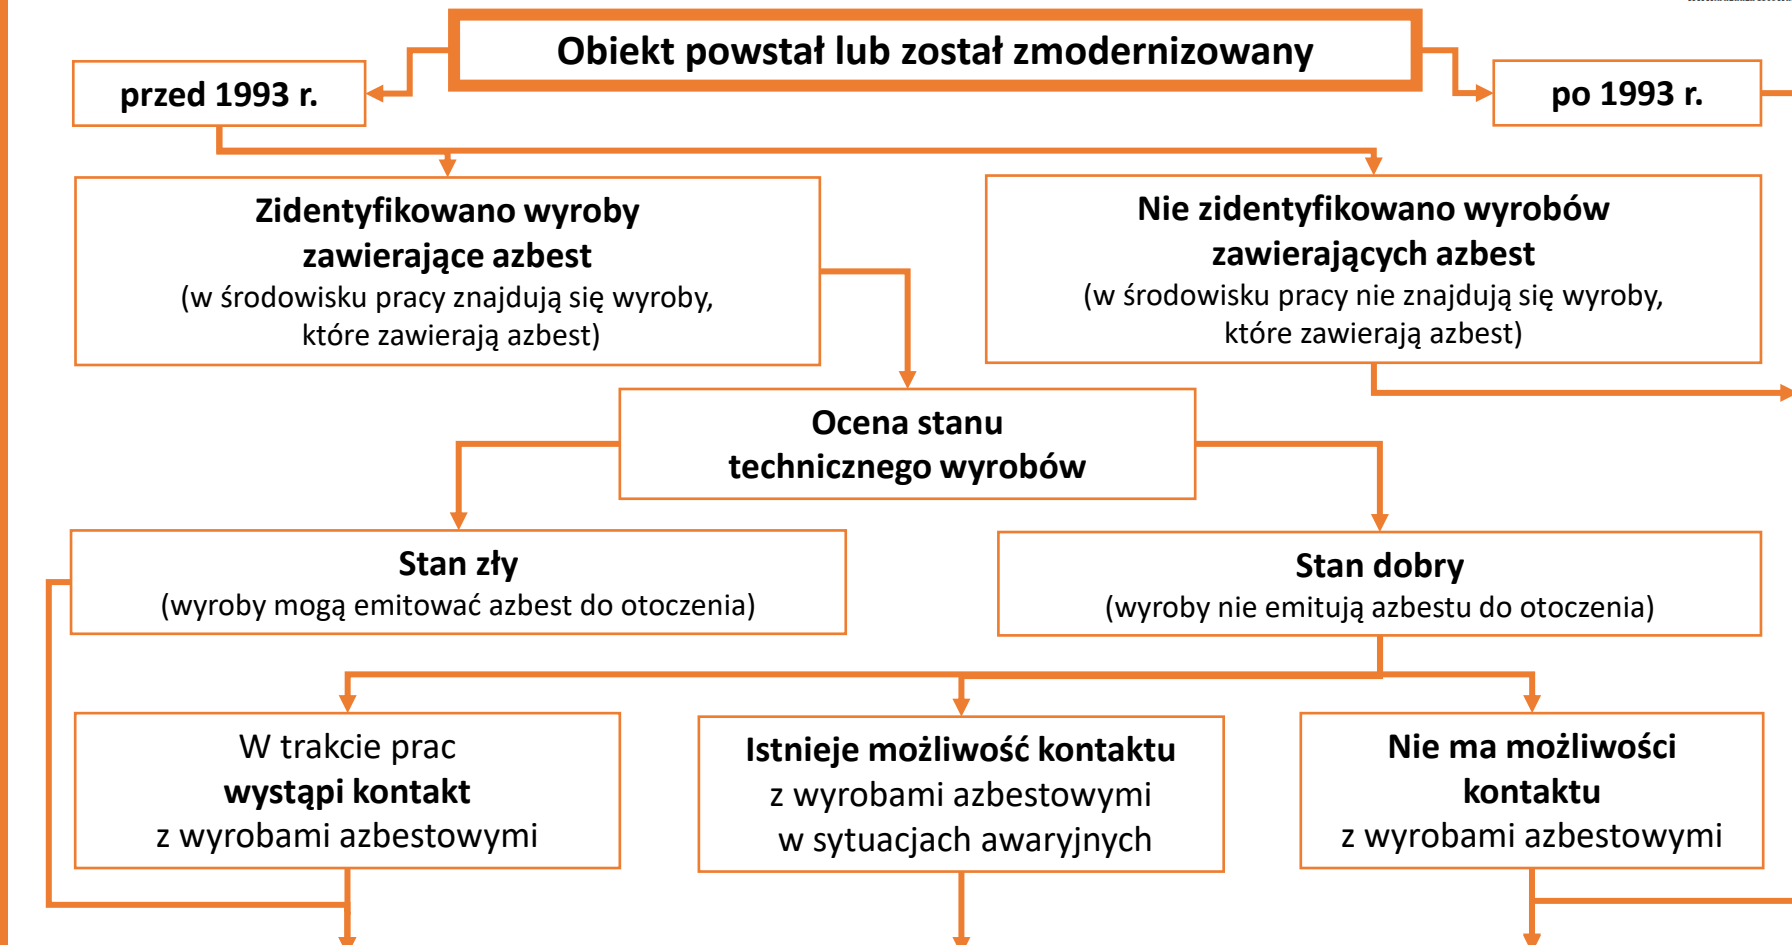 Obiekt powstał lub został zmodernizowany
przed 1993 r.
po 1993 r.
Zidentyfikowano wyroby
zawierające azbest
(w środowisku pracy znajdują się wyroby,
które zawierają azbest)
Nie zidentyfikowano wyrobów
zawierających azbest
(w środowisku pracy nie znajdują się wyroby,
które zawierają azbest)
Ocena stanu
technicznego wyrobów
Stan zły
(wyroby mogą emitować azbest do otoczenia)
Stan dobry
(wyroby nie emitują azbestu do otoczenia)
W trakcie prac
wystąpi kontakt
z wyrobami azbestowymi
Istnieje możliwość kontaktu
z wyrobami azbestowymi
w sytuacjach awaryjnych
Nie ma możliwości
kontaktu
z wyrobami azbestowymi